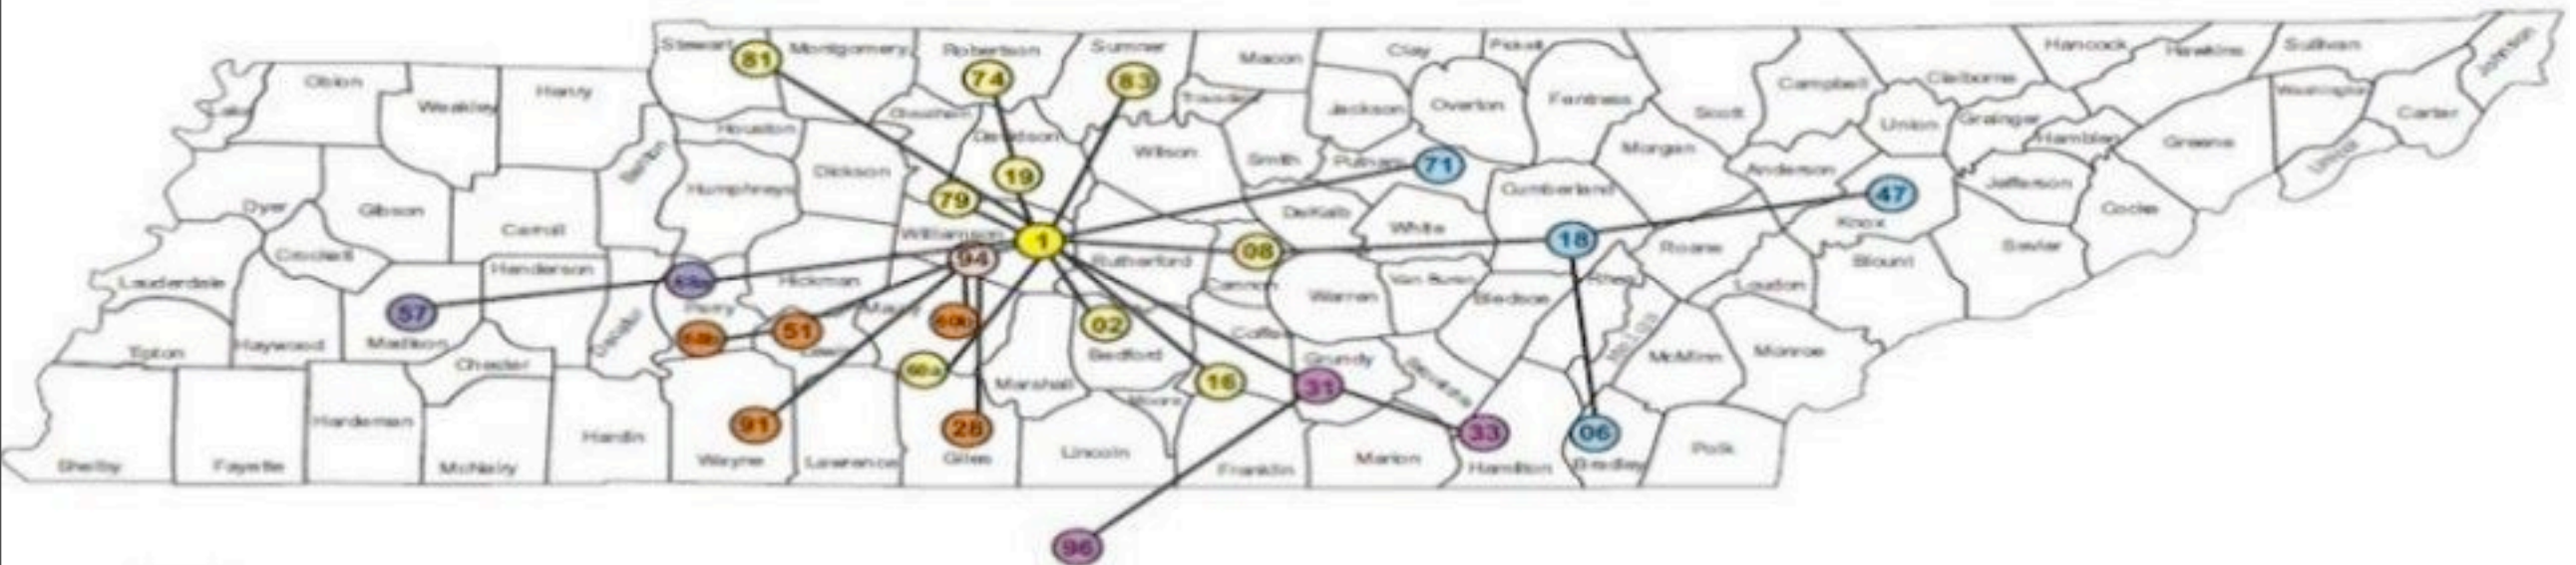 Stewart
Montgomery
Robertson
Sumner
Macon
Clay
Pickett
Hancock
Hawkins
Sullivan
Johnson
81
74
83
Lake
Obion
Weakley
Henry
Houston
Cheatham
Davidson
Trousdale
Jackson
Overton
Fentress
Scott
Campbell
Claiborne
Union
Grainger
Hamblen
Greene
Washington
Carter
Unicoi
Benton
Humphreys
Dickson
19
79
Wilson
Smith
Putnam
71
Morgan
Anderson
47
Knox
Jefferson
Cocke
Dyer
Gibson
Carroll
Crockett
Williamson
1
94
Rutherford
08
DeKalb
White
Cumberland
18
Roane
Blount
Sevier
Lauderdale
Henderson
Hickman
Cannon
Warren
Van Buren
Bledsoe
Rhea
Loudon
57
Madison
Perry
51
Lewis
Maury
60b
02
Bedford
Coffee
Grundy
Meigs
McMinn
Monroe
Tipton
Haywood
Chester
Decatur
60a
Marshall
Moore
16
31
Sequatchie
Shelby
Fayette
Hardeman
McNairy
Hardin
91
Wayne
Lawrence
28
Giles
Lincoln
Franklin
Marion
33
Hamilton
06
Bradley
Polk
96